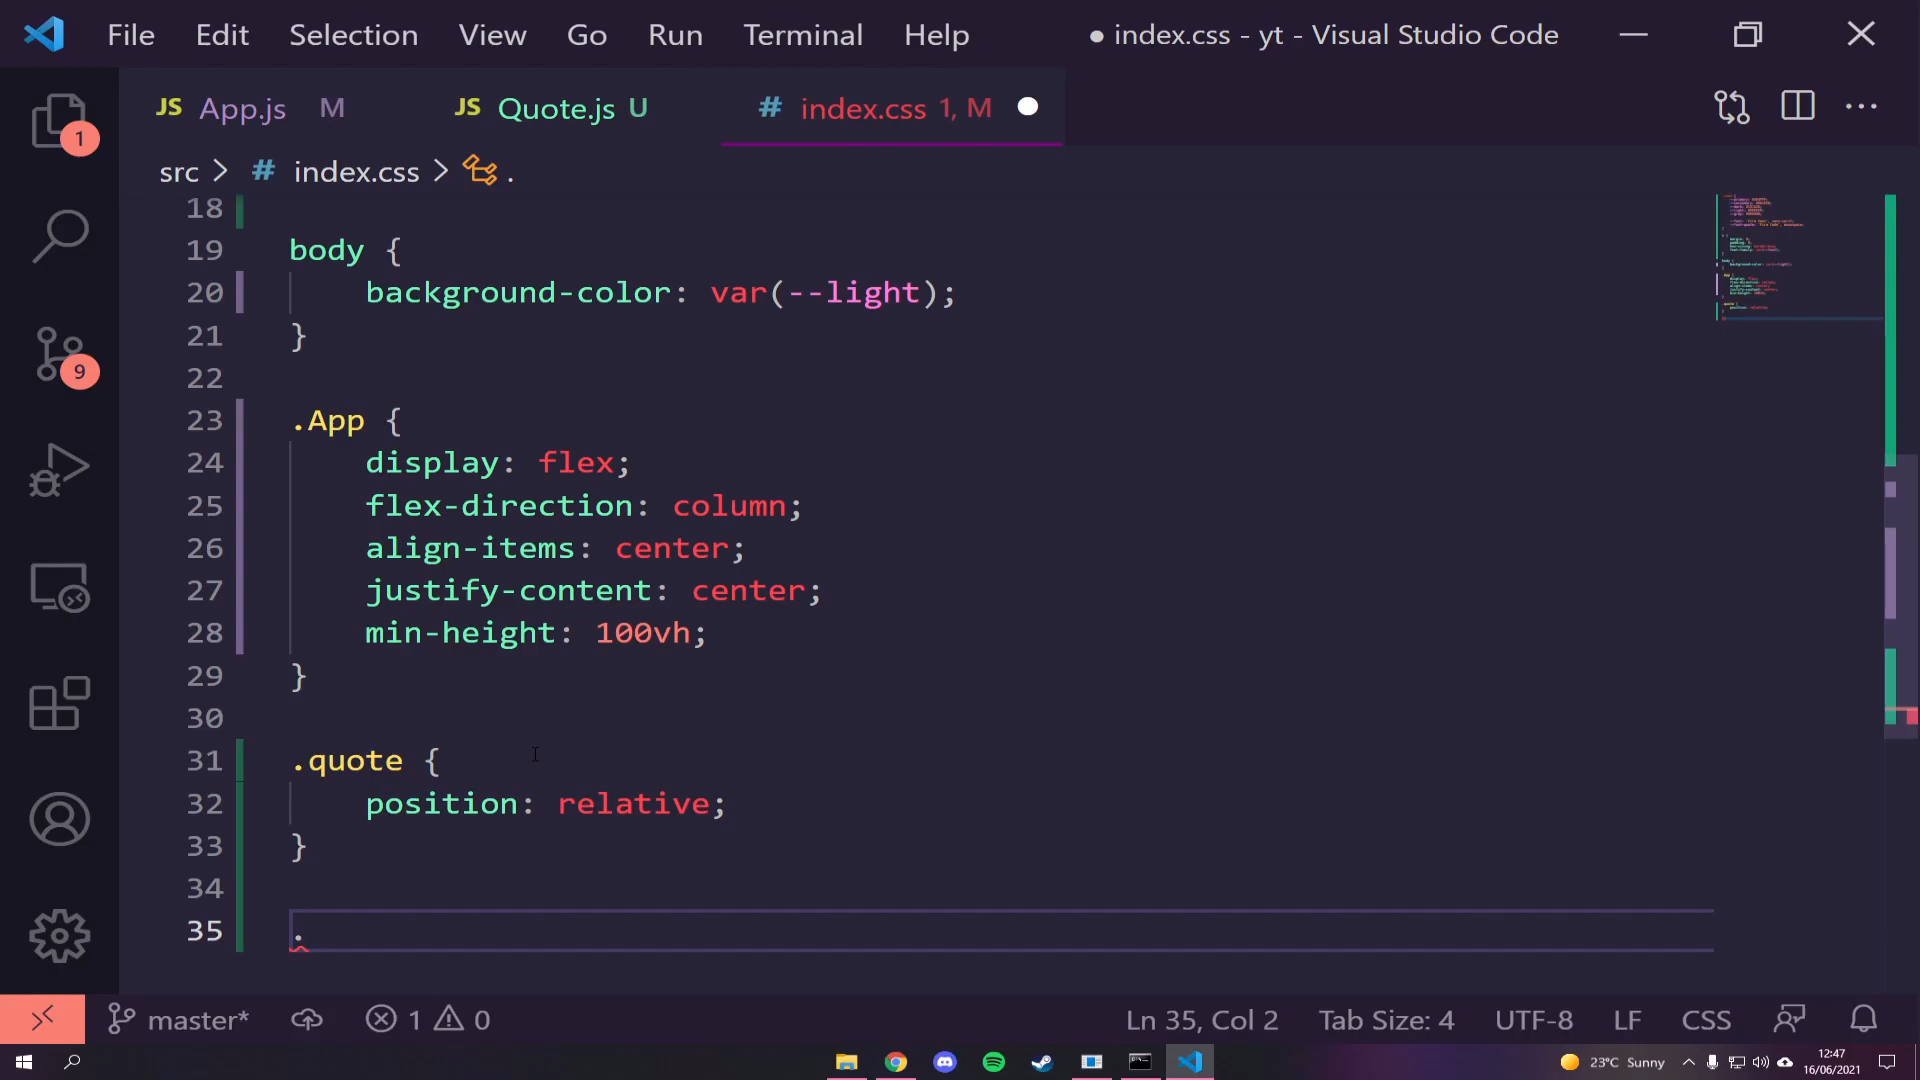 File Edit Selection View Go Run Terminal Help ● index.css - yt - Visual Studio Code
JS App.js M JS Quote.js U # index.css 1, M
src > # index.css > .
1
9
18
19 body {
20 background-color: var(--light);
21 }
22
23 .App {
24 display: flex;
25 flex-direction: column;
26 align-items: center;
27 justify-content: center;
28 min-height: 100vh;
29 }
30
31 .quote {
32 position: relative;
33 }
34
35 .
master* 1 0 Ln 35, Col 2 Tab Size: 4 UTF-8 LF CSS
23°C Sunny
12:47
16/06/2021